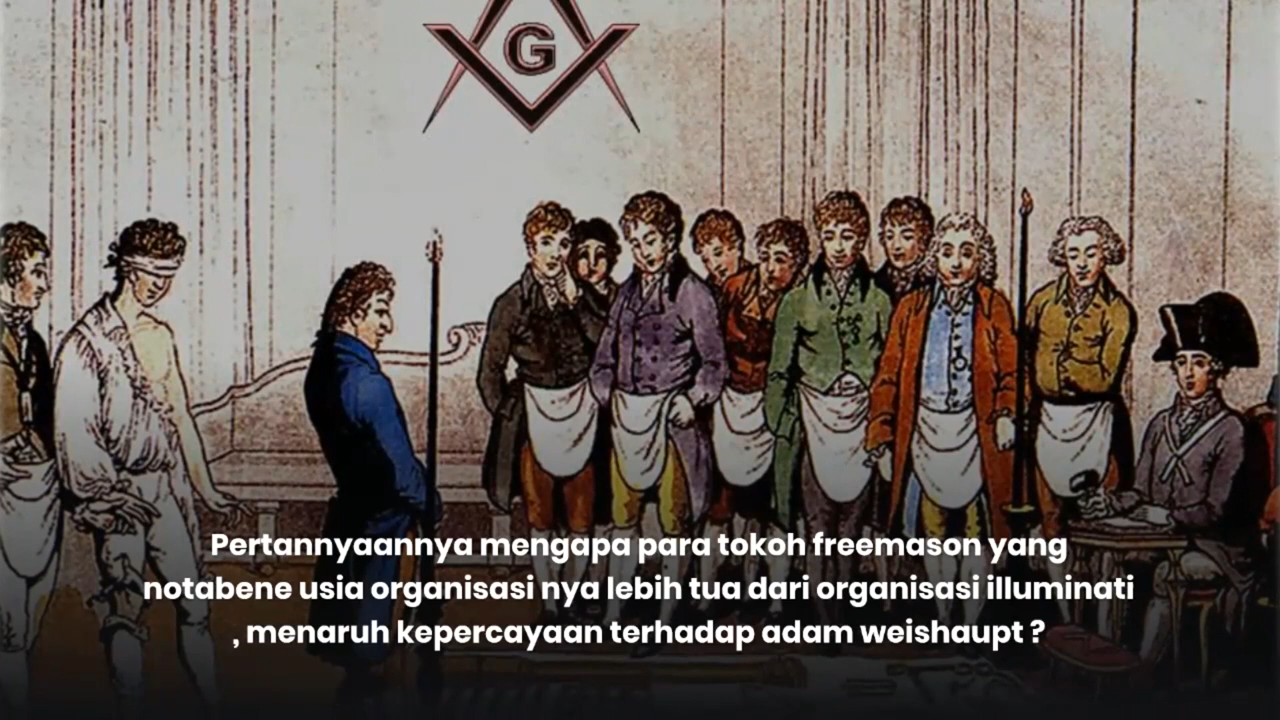 G
Pertannyaannya mengapa para tokoh freemason yang
notabene usia organisasi nya lebih tua dari organisasi illuminati
, menaruh kepercayaan terhadap adam weishaupt ?